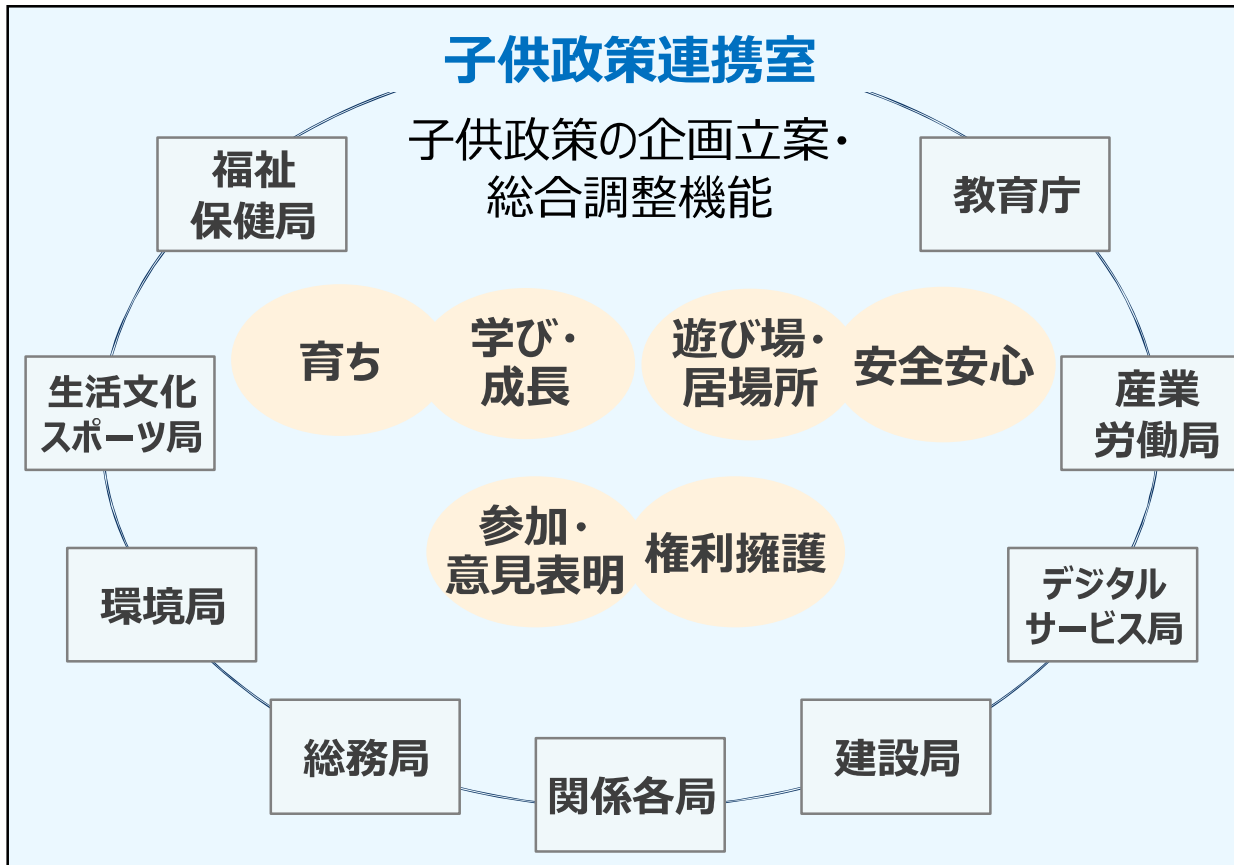 子供政策連携室
子供政策の企画立案・
総合調整機能
福祉
保健局
教育庁
育ち
学び・
成長
遊び場・
居場所
安全安心
生活文化
スポーツ局
産業
労働局
参加・
意見表明
権利擁護
環境局
デジタル
サービス局
総務局
関係各局
建設局